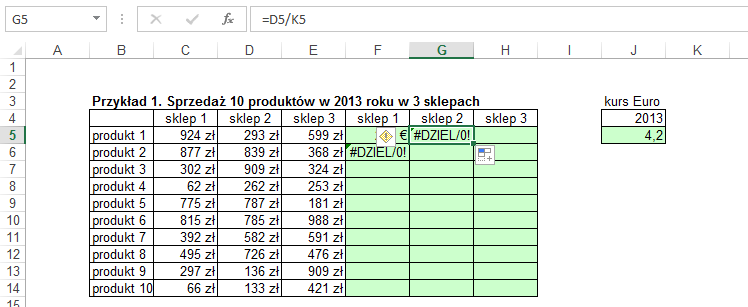 G5 =D5/K5
A B C D E F G H I J K
1
2
3 Przykład 1. Sprzedaż 10 produktów w 2013 roku w 3 sklepach kurs Euro
4 sklep 1 sklep 2 sklep 3 sklep 1 sklep 2 sklep 3 2013
5 produkt 1 924 zł 293 zł 599 zł € #DZIEL/0! 4,2
6 produkt 2 877 zł 839 zł 368 zł #DZIEL/0!
7 produkt 3 302 zł 909 zł 324 zł
8 produkt 4 62 zł 262 zł 253 zł
9 produkt 5 775 zł 787 zł 181 zł
10 produkt 6 815 zł 785 zł 988 zł
11 produkt 7 392 zł 582 zł 591 zł
12 produkt 8 495 zł 726 zł 476 zł
13 produkt 9 297 zł 136 zł 909 zł
14 produkt 10 66 zł 133 zł 421 zł